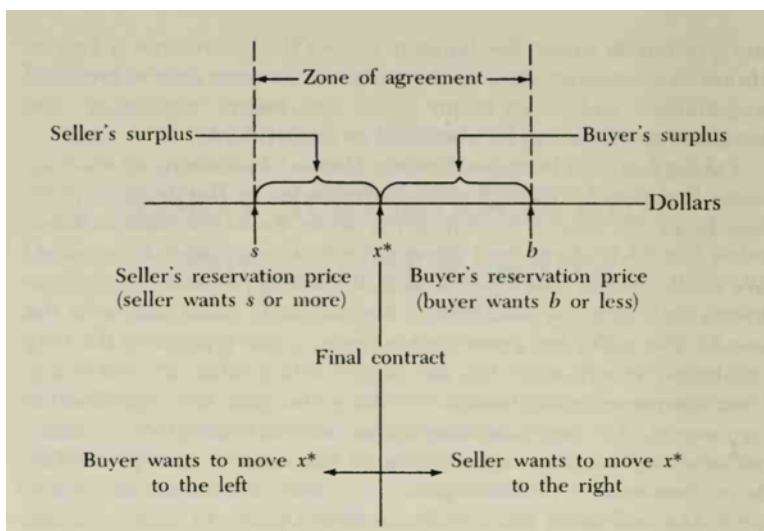 Zone of agreement
Seller's surplus
Buyer's surplus
Dollars
s
x*
b
Seller's reservation price
(seller wants s or more)
Buyer's reservation price
(buyer wants b or less)
Final contract
Buyer wants to move x*
to the left
Seller wants to move x*
to the right